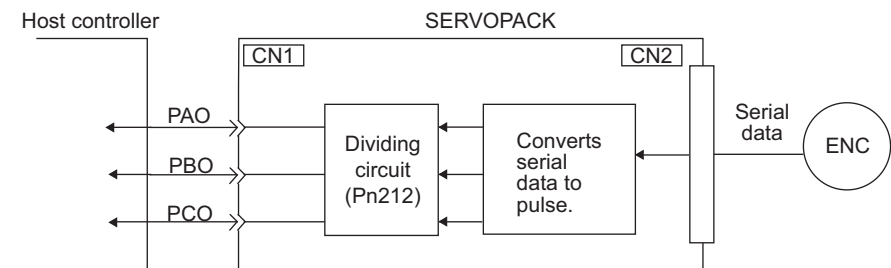 Host controller
SERVOPACK
CN1
CN2
PAO
PBO
PCO
Dividing
circuit
(Pn212)
Converts
serial
data to
pulse.
Serial
data
ENC